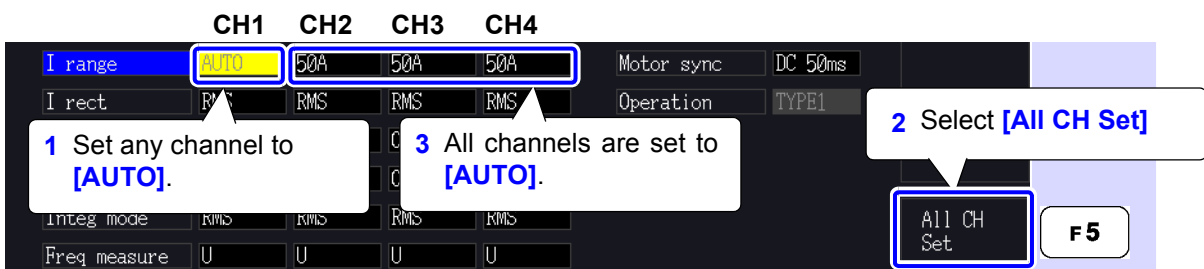 CH1 CH2 CH3 CH4
I range AUTO 50A 50A 50A Motor sync DC 50ms
I rect RMS RMS RMS RMS Operation TYPE1
1 Set any channel to
[AUTO].
3 All channels are set to
[AUTO].
2 Select [All CH Set]
Integ mode RMS RMS RMS RMS
All CH
Set
F5
Freq measure U U U U